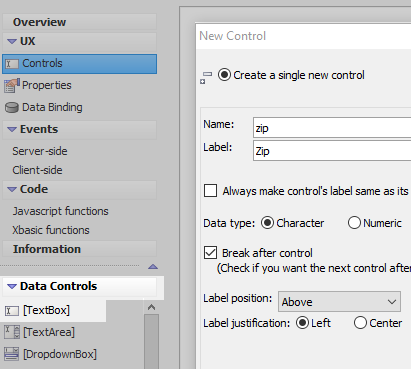 Overview
UX
Controls
Properties
Data Binding
Events
Server-side
Client-side
Code
Javascript functions
Xbasic functions
Information
Data Controls
[TextBox]
[TextArea]
[DropdownBox]
New Control
Create a single new control
Name: zip
Label: Zip
Always make control's label same as its
Data type: Character Numeric
Break after control
(Check if you want the next control after
Label position: Above
Label justification: Left Center